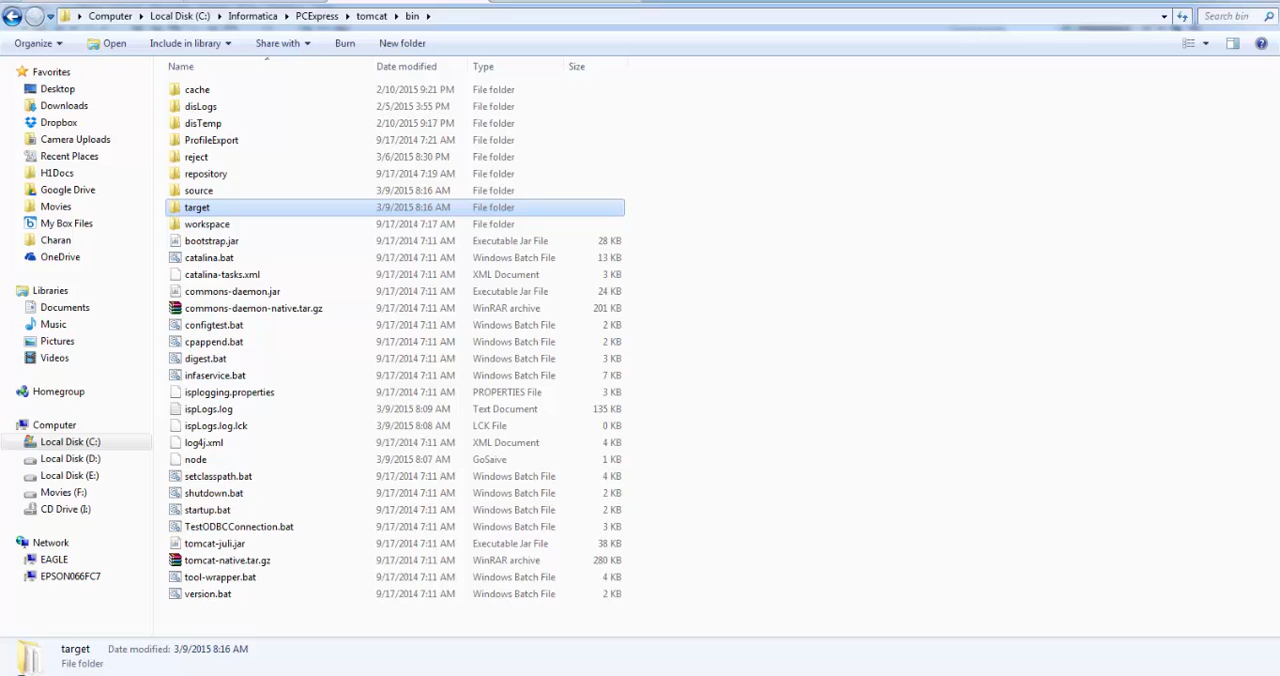 Computer Local Disk (C:) Informatica PCExpress tomcat bin Search bin
Organize Open Include in library Share with Burn New folder
Name Date modified Type Size
Favorites
Desktop
Downloads
Dropbox
Camera Uploads
Recent Places
H1Docs
Google Drive
Movies
My Box Files
Charan
OneDrive
Libraries
Documents
Music
Pictures
Videos
Homegroup
Computer
Local Disk (C:)
Local Disk (D:)
Local Disk (E:)
Movies (F:)
CD Drive (I:)
Network
EAGLE
EPSON066FC7
cache 2/10/2015 9:21 PM File folder
disLogs 2/5/2015 3:55 PM File folder
disTemp 2/10/2015 9:17 PM File folder
ProfileExport 9/17/2014 7:21 AM File folder
reject 3/6/2015 8:30 PM File folder
repository 9/17/2014 7:19 AM File folder
source 3/9/2015 8:16 AM File folder
target 3/9/2015 8:16 AM File folder
workspace 9/17/2014 7:17 AM File folder
bootstrap.jar 9/17/2014 7:11 AM Executable Jar File 28 KB
catalina.bat 9/17/2014 7:11 AM Windows Batch File 13 KB
catalina-tasks.xml 9/17/2014 7:11 AM XML Document 3 KB
commons-daemon.jar 9/17/2014 7:11 AM Executable Jar File 24 KB
commons-daemon-native.tar.gz 9/17/2014 7:11 AM WinRAR archive 201 KB
configtest.bat 9/17/2014 7:11 AM Windows Batch File 2 KB
cpappend.bat 9/17/2014 7:11 AM Windows Batch File 2 KB
digest.bat 9/17/2014 7:11 AM Windows Batch File 3 KB
infaservice.bat 9/17/2014 7:11 AM Windows Batch File 7 KB
isplogging.properties 9/17/2014 7:11 AM PROPERTIES File 3 KB
ispLogs.log 3/9/2015 8:09 AM Text Document 135 KB
ispLogs.log.lck 3/9/2015 8:08 AM LCK File 0 KB
log4j.xml 9/17/2014 7:11 AM XML Document 4 KB
node 3/9/2015 8:07 AM GoSaive 1 KB
setclasspath.bat 9/17/2014 7:11 AM Windows Batch File 4 KB
shutdown.bat 9/17/2014 7:11 AM Windows Batch File 2 KB
startup.bat 9/17/2014 7:11 AM Windows Batch File 2 KB
TestODBCConnection.bat 9/17/2014 7:11 AM Windows Batch File 3 KB
tomcat-juli.jar 9/17/2014 7:11 AM Executable Jar File 38 KB
tomcat-native.tar.gz 9/17/2014 7:11 AM WinRAR archive 280 KB
tool-wrapper.bat 9/17/2014 7:11 AM Windows Batch File 4 KB
version.bat 9/17/2014 7:11 AM Windows Batch File 2 KB
target Date modified: 3/9/2015 8:16 AM
File folder